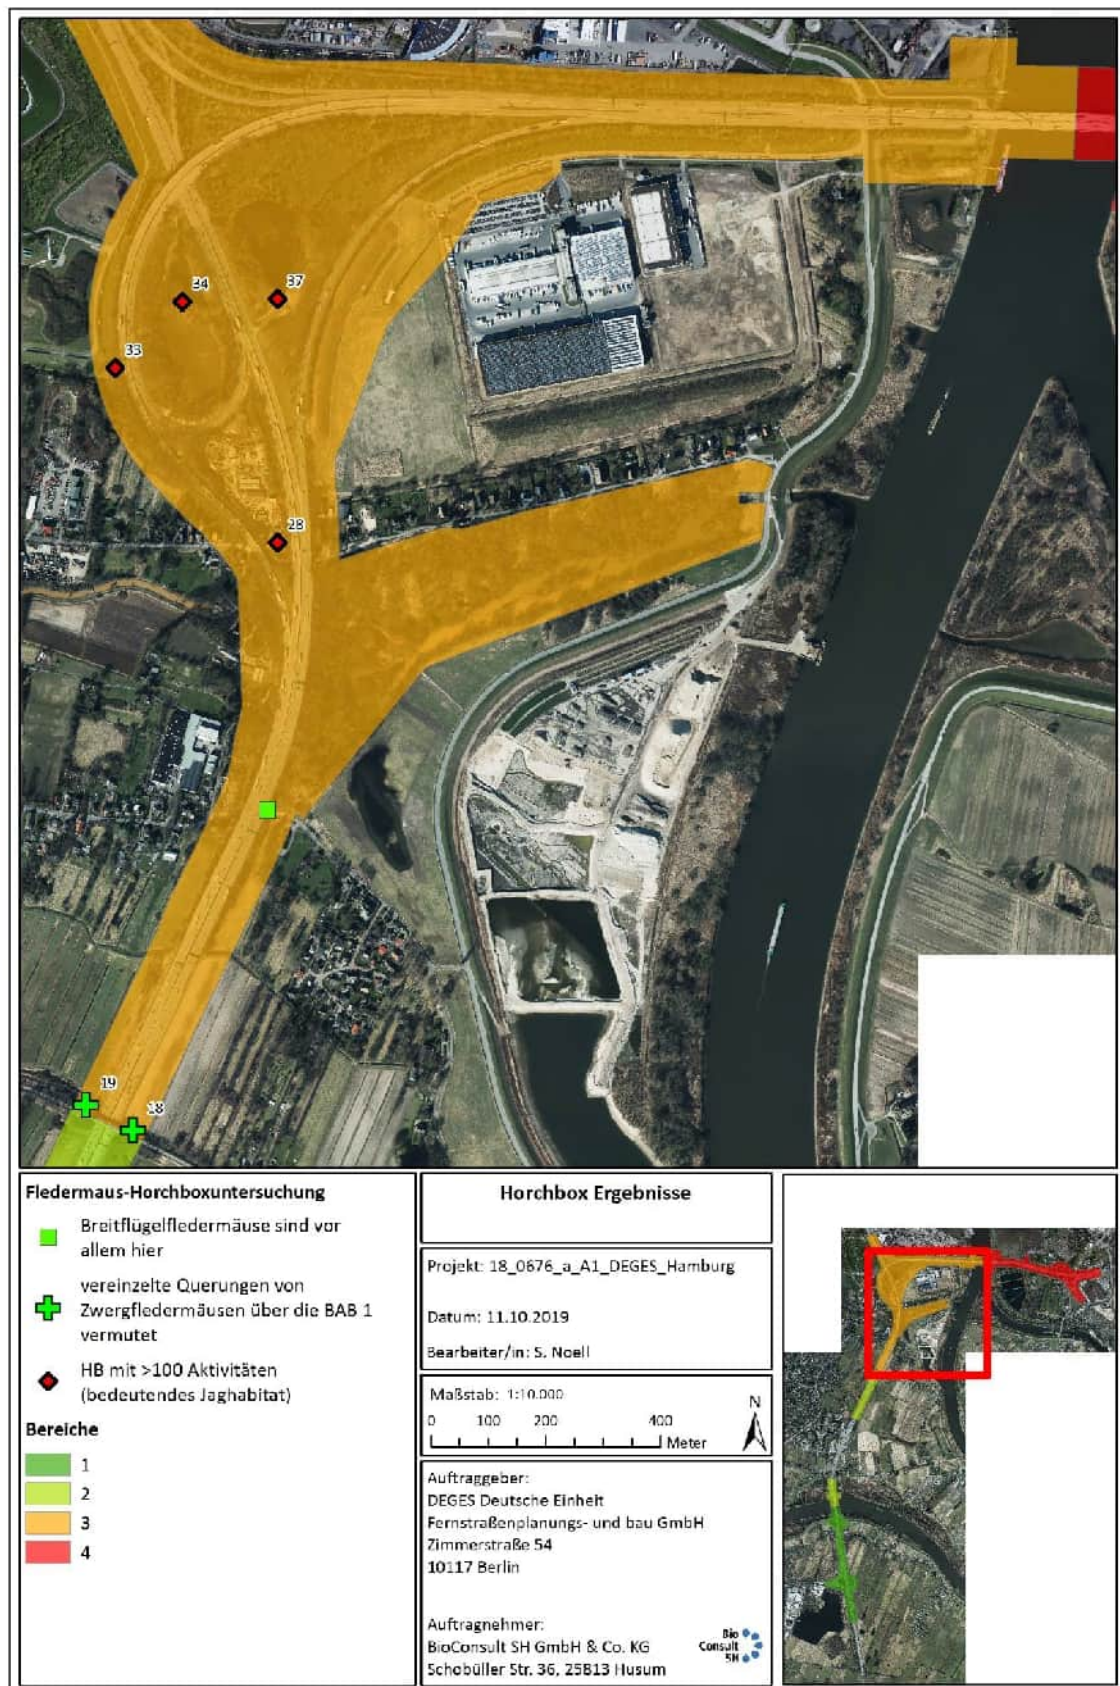 34
37
33
28
19
18
Fledermaus-Horchboxuntersuchung
Breitflügelfledermäuse sind vor
allem hier
vereinzelte Querungen von
Zwergfledermäusen über die BAB 1
vermutet
HB mit >100 Aktivitäten
(bedeutendes Jaghabitat)
Bereiche
1
2
3
4
Horchbox Ergebnisse
Projekt: 18_0676_a_A1_DEGES_Hamburg
Datum: 11.10.2019
Bearbeiter/in: S. Noell
Maßstab: 1:10.000
N
0 100 200 400
Meter
Auftraggeber:
DEGES Deutsche Einheit
Fernstraßenplanungs- und bau GmbH
Zimmerstraße 54
10117 Berlin
Auftragnehmer:
BioConsult SH GmbH & Co. KG
Schobüller Str. 36, 25813 Husum
Bio
Consult
SH